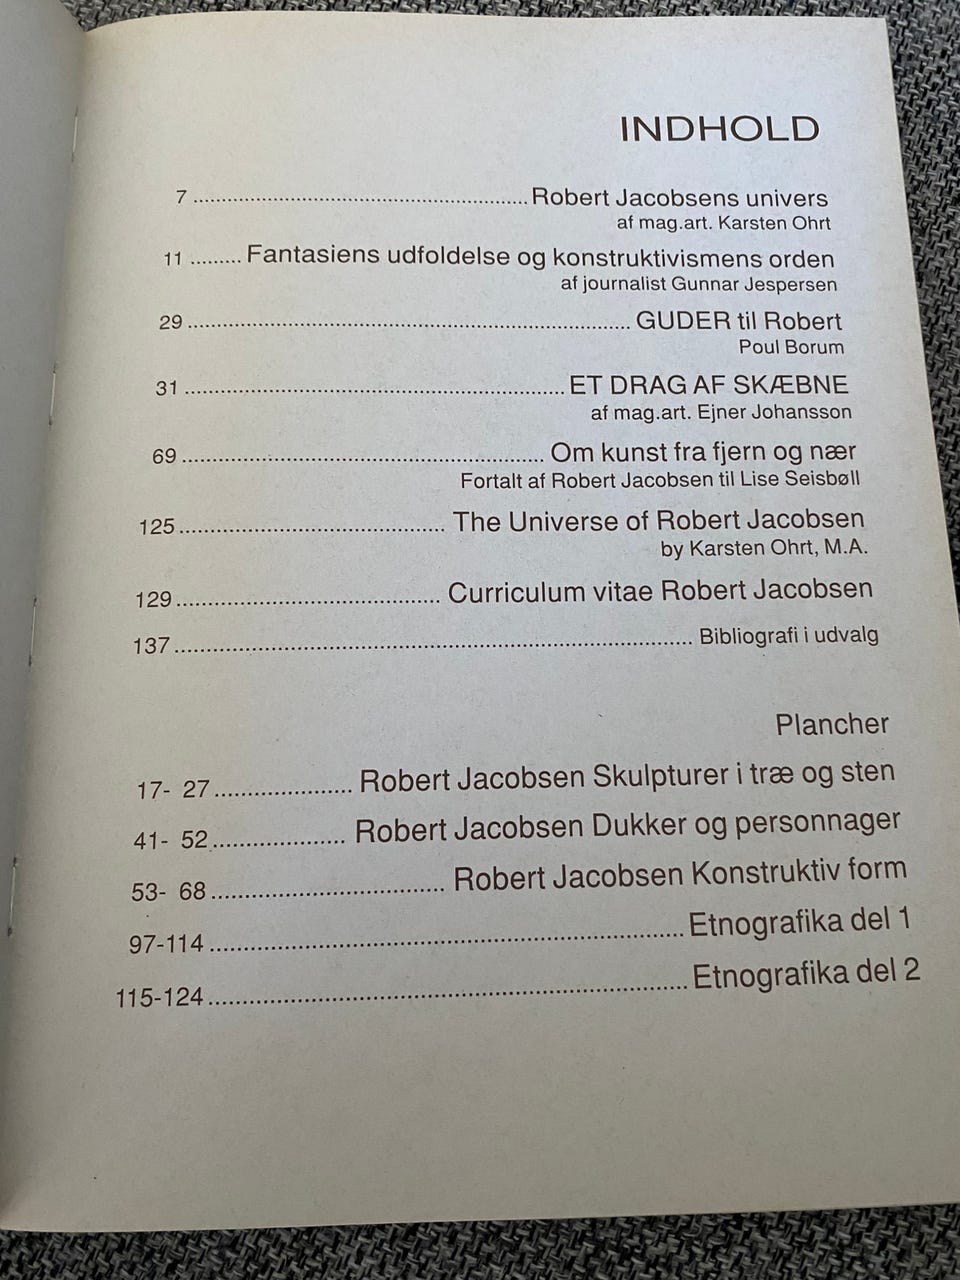 INDHOLD
7 ........................................................ Robert Jacobsens univers
af mag.art. Karsten Ohrt
11 ......... Fantasiens udfoldelse og konstruktivismens orden
af journalist Gunnar Jespersen
29 ........................................................................... GUDER til Robert
Poul Borum
31 ................................................................ ET DRAG AF SKÆBNE
af mag.art. Ejner Johansson
69 ............................................................. Om kunst fra fjern og nær
Fortalt af Robert Jacobsen til Lise Seisbøll
125 ............................................. The Universe of Robert Jacobsen
by Karsten Ohrt, M.A.
129 ............................................ Curriculum vitae Robert Jacobsen
137 ...................................................................................... Bibliografi i udvalg
Plancher
17- 27 ....................... Robert Jacobsen Skulpturer i træ og sten
41- 52 ...................... Robert Jacobsen Dukker og personnager
53- 68 ....................................... Robert Jacobsen Konstruktiv form
97-114 ............................................................................... Etnografika del 1
115-124 ................................................................................ Etnografika del 2